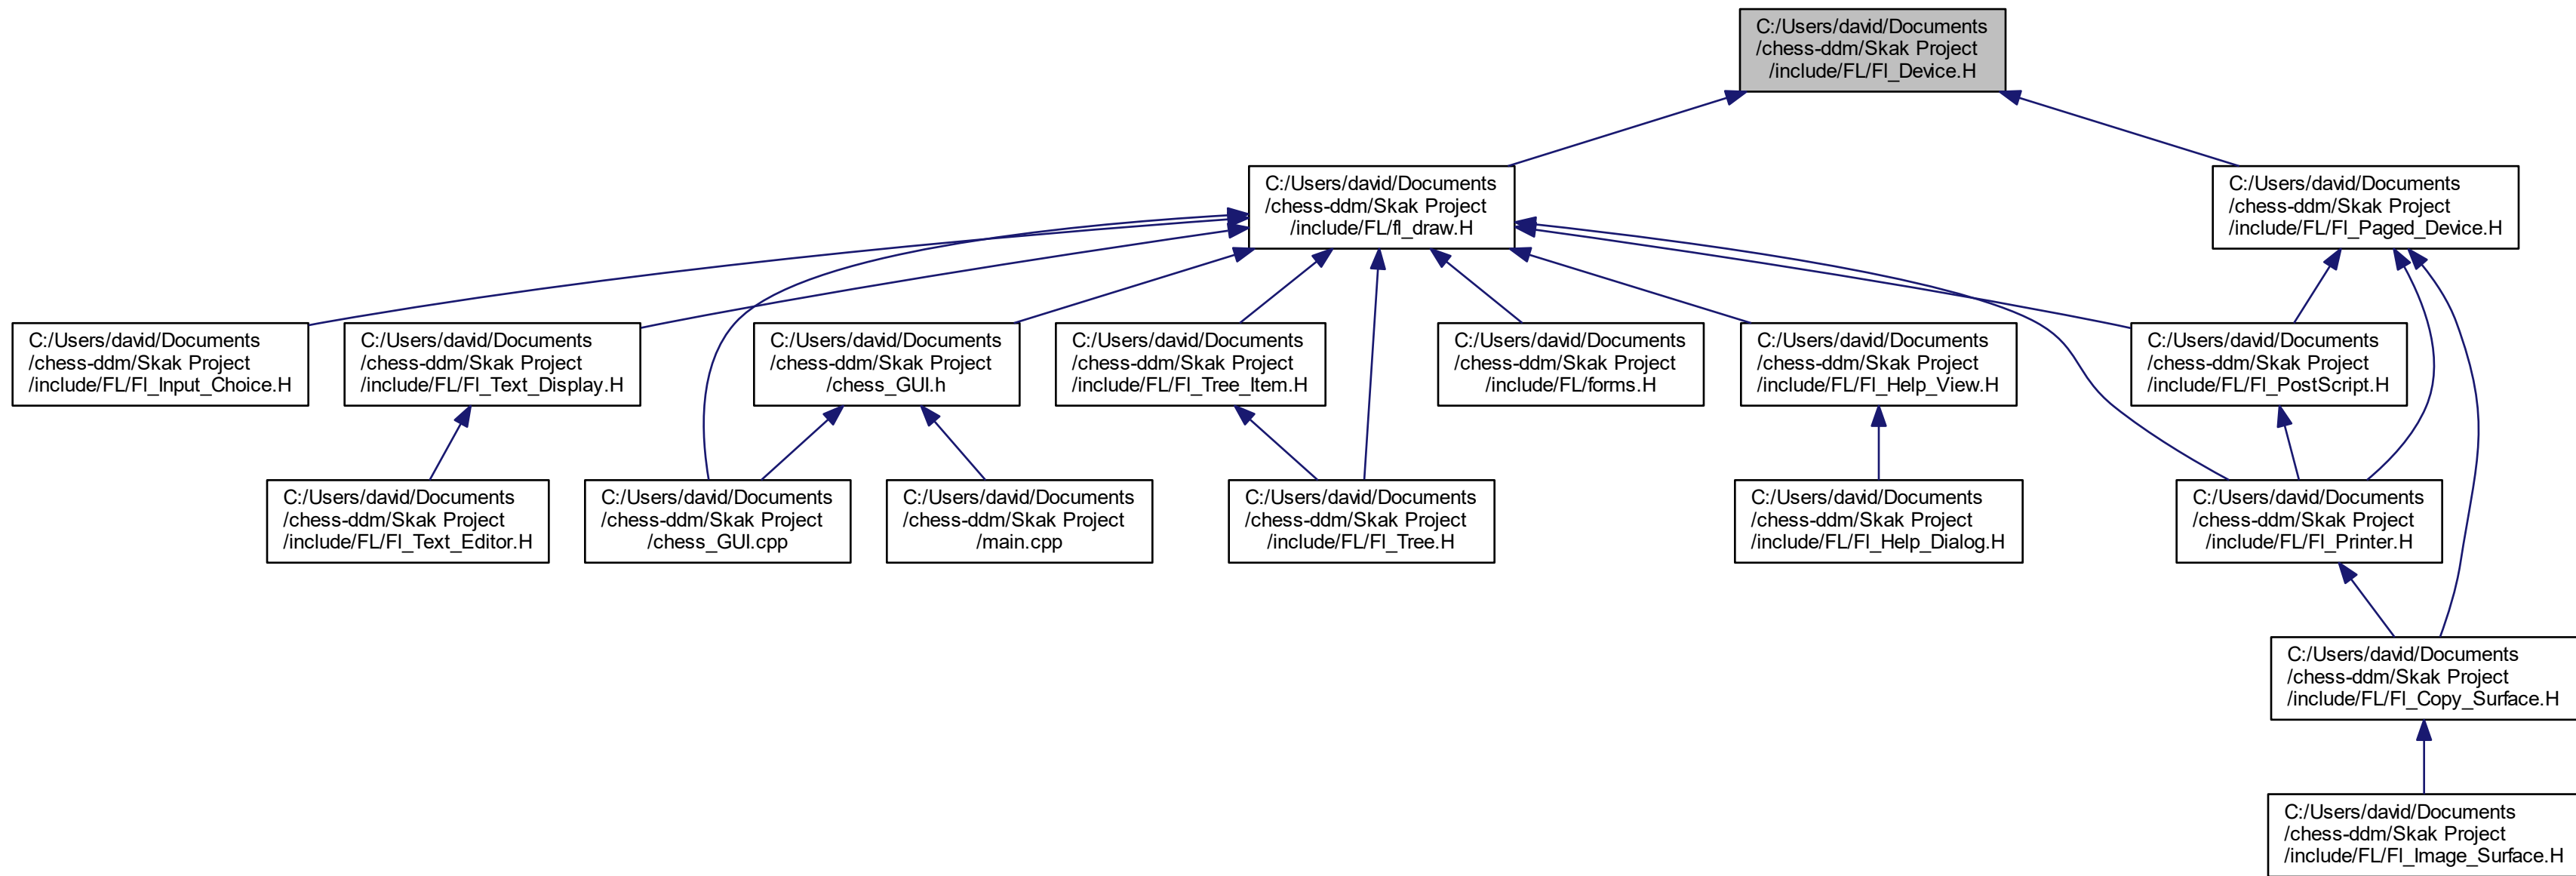 C:/Users/david/Documents
/chess-ddm/Skak Project
/include/FL/Fl_Device.H
C:/Users/david/Documents
/chess-ddm/Skak Project
/include/FL/fl_draw.H
C:/Users/david/Documents
/chess-ddm/Skak Project
/include/FL/Fl_Paged_Device.H
C:/Users/david/Documents
/chess-ddm/Skak Project
/include/FL/Fl_Input_Choice.H
C:/Users/david/Documents
/chess-ddm/Skak Project
/include/FL/Fl_Text_Display.H
C:/Users/david/Documents
/chess-ddm/Skak Project
/chess_GUI.h
C:/Users/david/Documents
/chess-ddm/Skak Project
/include/FL/Fl_Tree_Item.H
C:/Users/david/Documents
/chess-ddm/Skak Project
/include/FL/forms.H
C:/Users/david/Documents
/chess-ddm/Skak Project
/include/FL/Fl_Help_View.H
C:/Users/david/Documents
/chess-ddm/Skak Project
/include/FL/Fl_PostScript.H
C:/Users/david/Documents
/chess-ddm/Skak Project
/include/FL/Fl_Text_Editor.H
C:/Users/david/Documents
/chess-ddm/Skak Project
/chess_GUI.cpp
C:/Users/david/Documents
/chess-ddm/Skak Project
/main.cpp
C:/Users/david/Documents
/chess-ddm/Skak Project
/include/FL/Fl_Tree.H
C:/Users/david/Documents
/chess-ddm/Skak Project
/include/FL/Fl_Help_Dialog.H
C:/Users/david/Documents
/chess-ddm/Skak Project
/include/FL/Fl_Printer.H
C:/Users/david/Documents
/chess-ddm/Skak Project
/include/FL/Fl_Copy_Surface.H
C:/Users/david/Documents
/chess-ddm/Skak Project
/include/FL/Fl_Image_Surface.H